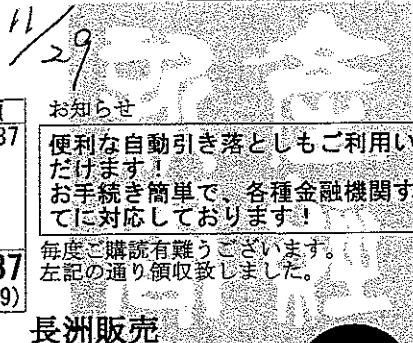 11/29
お知らせ
37
便利な自動引き落としもご利用い
だけます！
お手続き簡単で、各種金融機関す
てに対応しております！
毎度ご購読有難うございます。
左記の通り領収致しました。
37
9)
長洲販売